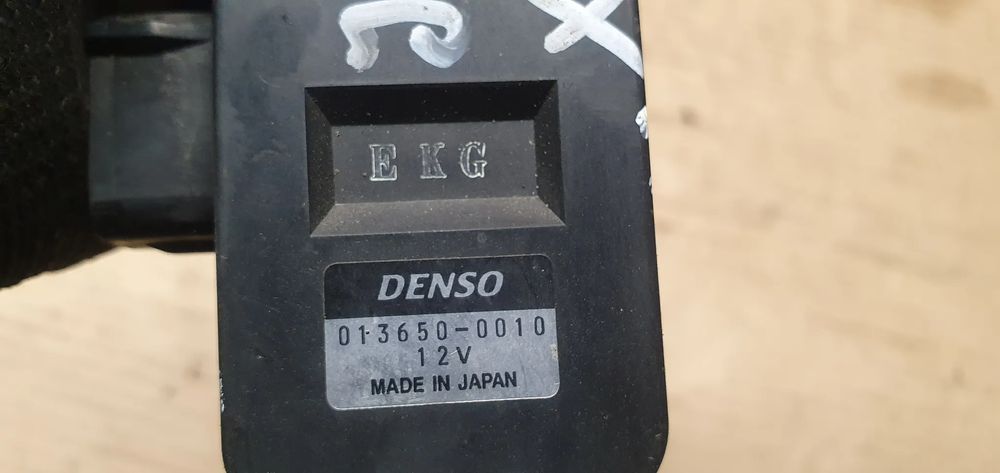 EKG
DENSO
013650-0010
12V
MADE IN JAPAN